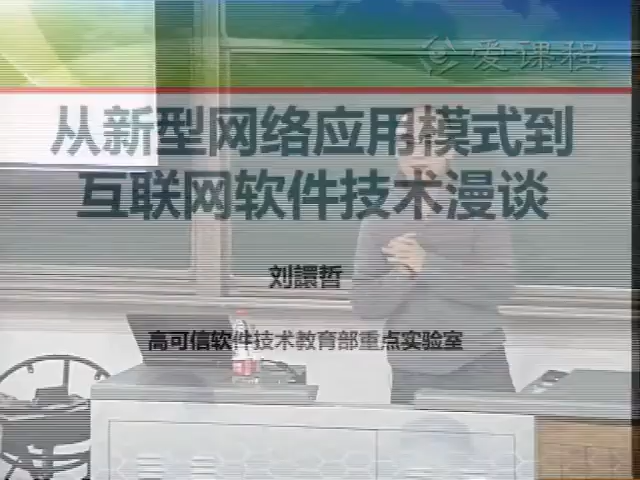 爱课程
从新型网络应用模式到
互联网软件技术漫谈
刘譞哲
高可信软件技术教育部重点实验室